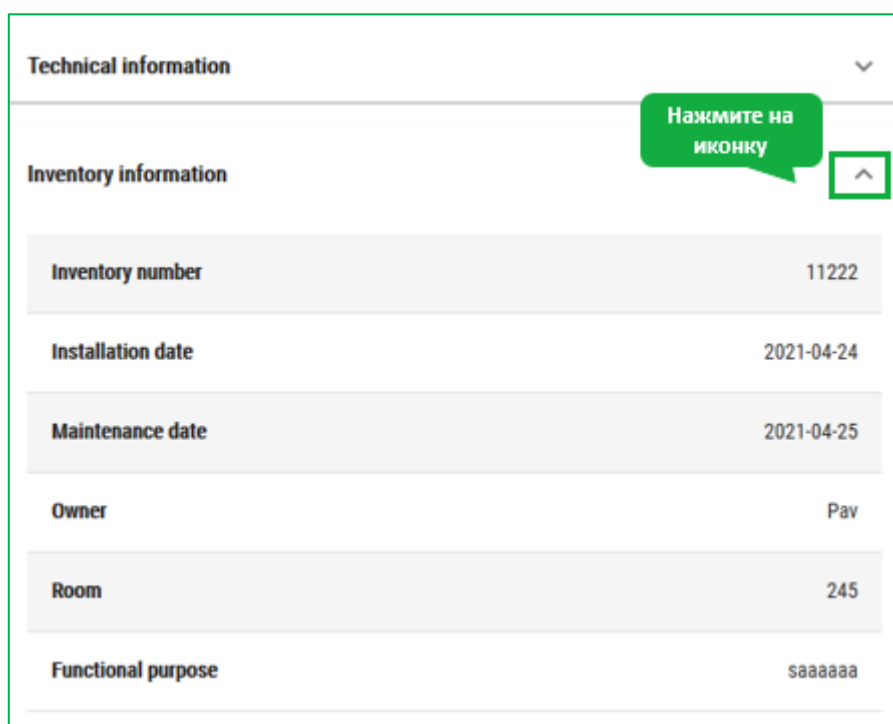 Technical information
Нажмите на
иконку
Inventory information
Inventory number 11222
Installation date 2021-04-24
Maintenance date 2021-04-25
Owner Pav
Room 245
Functional purpose saaaaaa